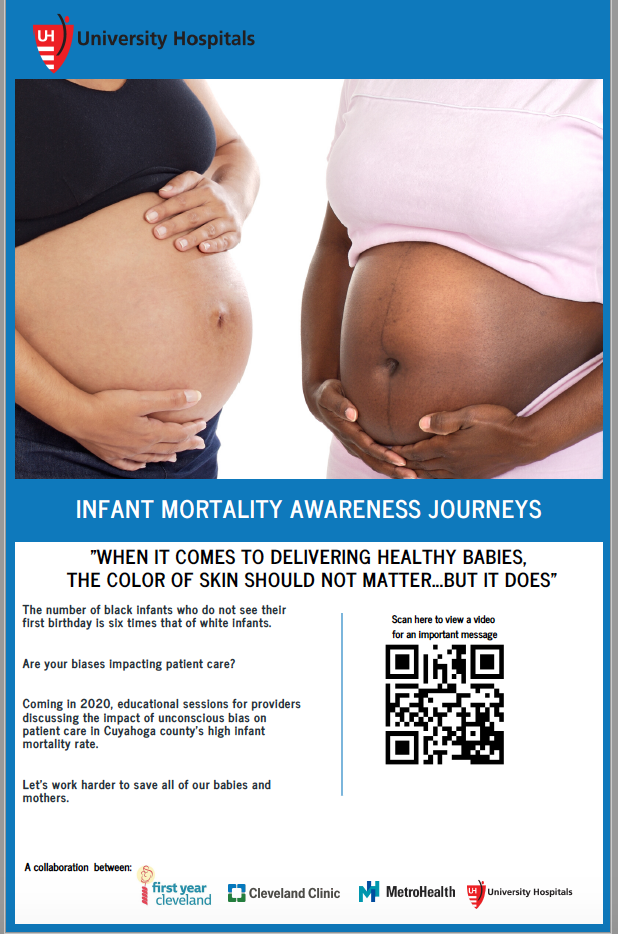 UH University Hospitals
INFANT MORTALITY AWARENESS JOURNEYS
"WHEN IT COMES TO DELIVERING HEALTHY BABIES,
THE COLOR OF SKIN SHOULD NOT MATTER...BUT IT DOES"
The number of black infants who do not see their
first birthday is six times that of white infants.
Are your biases impacting patient care?
Coming in 2020, educational sessions for providers
discussing the impact of unconscious bias on
patient care in Cuyahoga county's high infant
mortality rate.
Let's work harder to save all of our babies and
mothers.
Scan here to view a video
for an important message
A collaboration between:
first year
cleveland
Cleveland Clinic
MetroHealth
UH University Hospitals